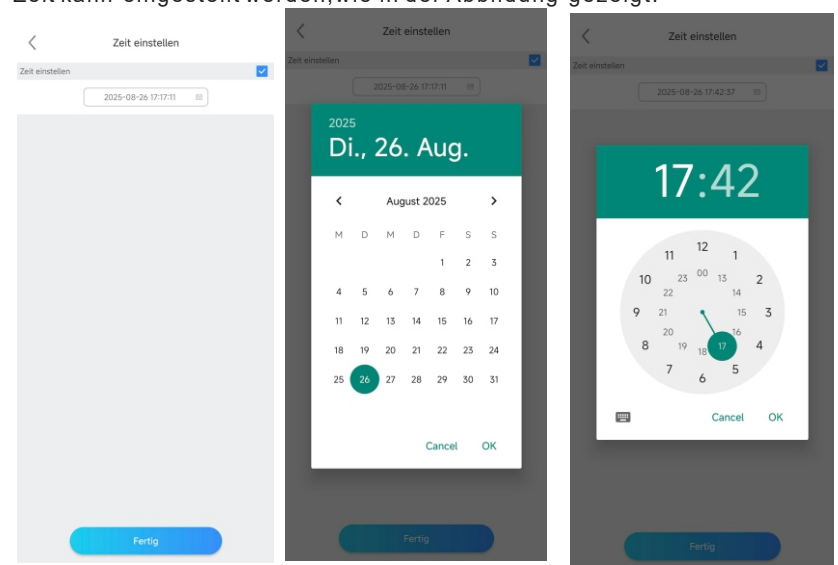 Zeit kann eingestellt werden,wie in der Abbildung gezeigt.
Zeit einstellen
Zeit einstellen
2025-08-26 17:17:11
Fertig
Zeit einstellen
Zeit einstellen
2025-08-26 17:17:11
2025
Di., 26. Aug.
August 2025
M D M D F S S
1 2 3
4 5 6 7 8 9 10
11 12 13 14 15 16 17
18 19 20 21 22 23 24
25 26 27 28 29 30 31
Cancel OK
Fertig
Zeit einstellen
Zeit einstellen
2025-08-26 17:42:37
17:42
12
11 1
00
23 13
10 2
22 14
9 21 15 3
20 16
8 19 17 4
18
7 5
6
Cancel OK
Fertig